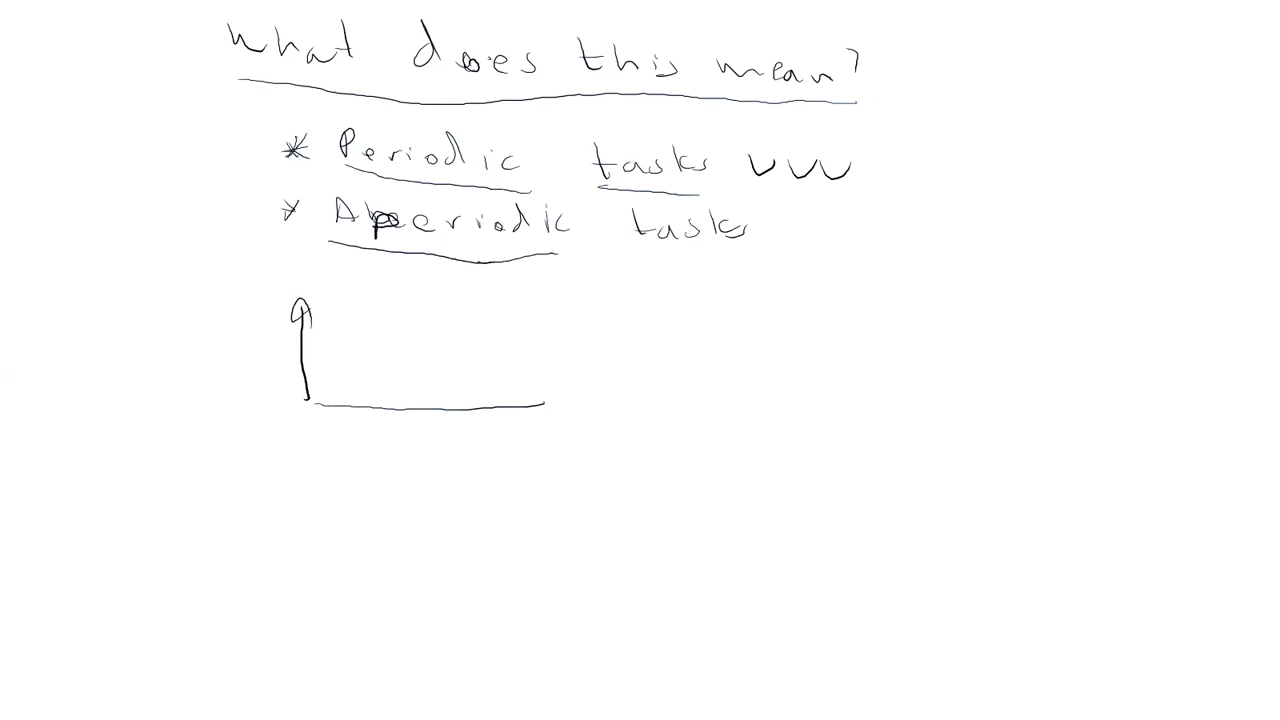 What does this mean?
* Periodic tasks
* Aperiodic tasks